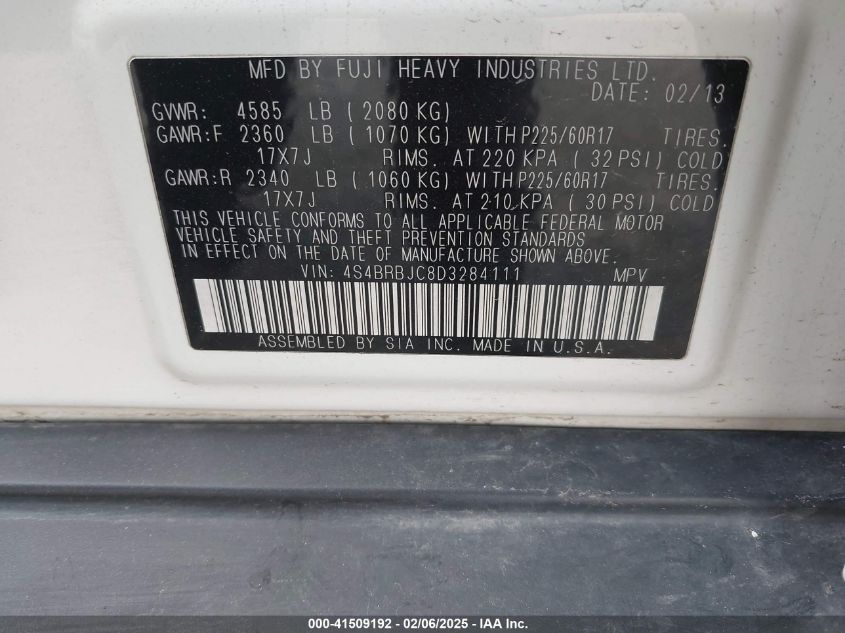 MFD BY FUJI HEAVY INDUSTRIES LTD.
DATE: 02/13
GVWR: 4585 LB ( 2080 KG)
GAWR:F 2360 LB ( 1070 KG) WITH P225/60R17 TIRES.
17X7J RIMS. AT 220 KPA ( 32 PSI) COLD
GAWR:R 2340 LB ( 1060 KG) WITH P225/60R17 TIRES.
17X7J RIMS. AT 210 KPA ( 30 PSI) COLD
THIS VEHICLE CONFORMS TO ALL APPLICABLE FEDERAL MOTOR
VEHICLE SAFETY AND THEFT PREVENTION STANDARDS
IN EFFECT ON THE DATE OF MANUFACTURE SHOWN ABOVE.
VIN: 4S4BRBJC8D3284111 MPV
ASSEMBLED BY SIA INC. MADE IN U.S.A.
000-41509192 - 02/06/2025 - IAA Inc.